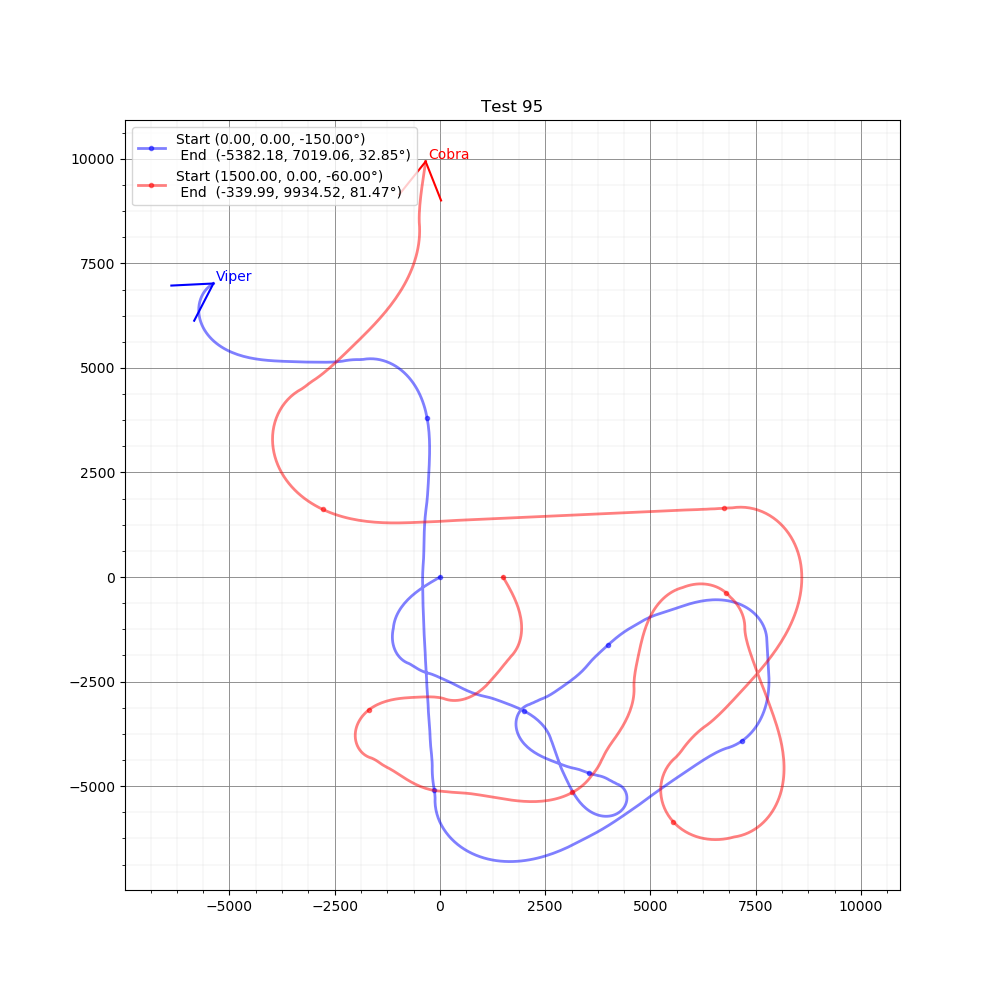 Test 95
Start (0.00, 0.00, -150.00°)
End (-5382.18, 7019.06, 32.85°)
Start (1500.00, 0.00, -60.00°)
End (-339.99, 9934.52, 81.47°)
Cobra
Viper
10000
7500
5000
2500
0
−2500
−5000
−5000
−2500
0
2500
5000
7500
10000